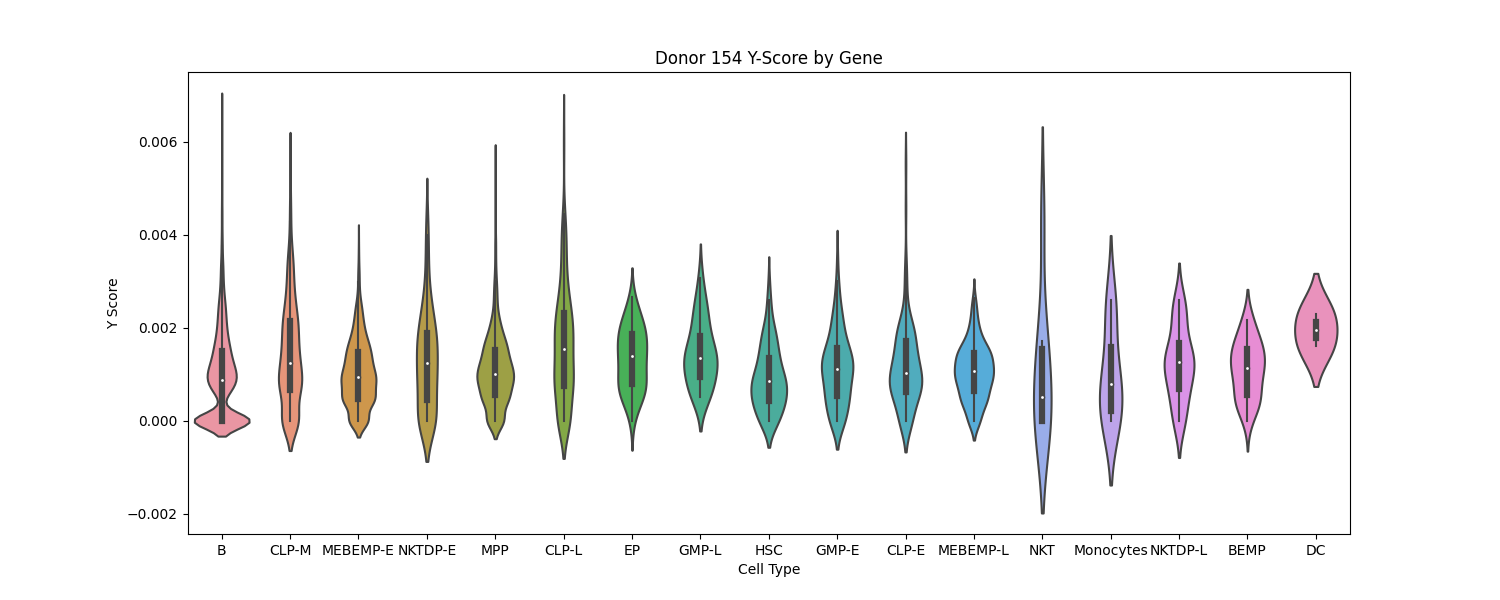 Donor 154 Y-Score by Gene
0.006
0.004
0.002
0.000
−0.002
Y Score
B CLP-M MEBEMP-E NKTDP-E MPP CLP-L EP GMP-L HSC GMP-E CLP-E MEBEMP-L NKT Monocytes NKTDP-L BEMP DC
Cell Type